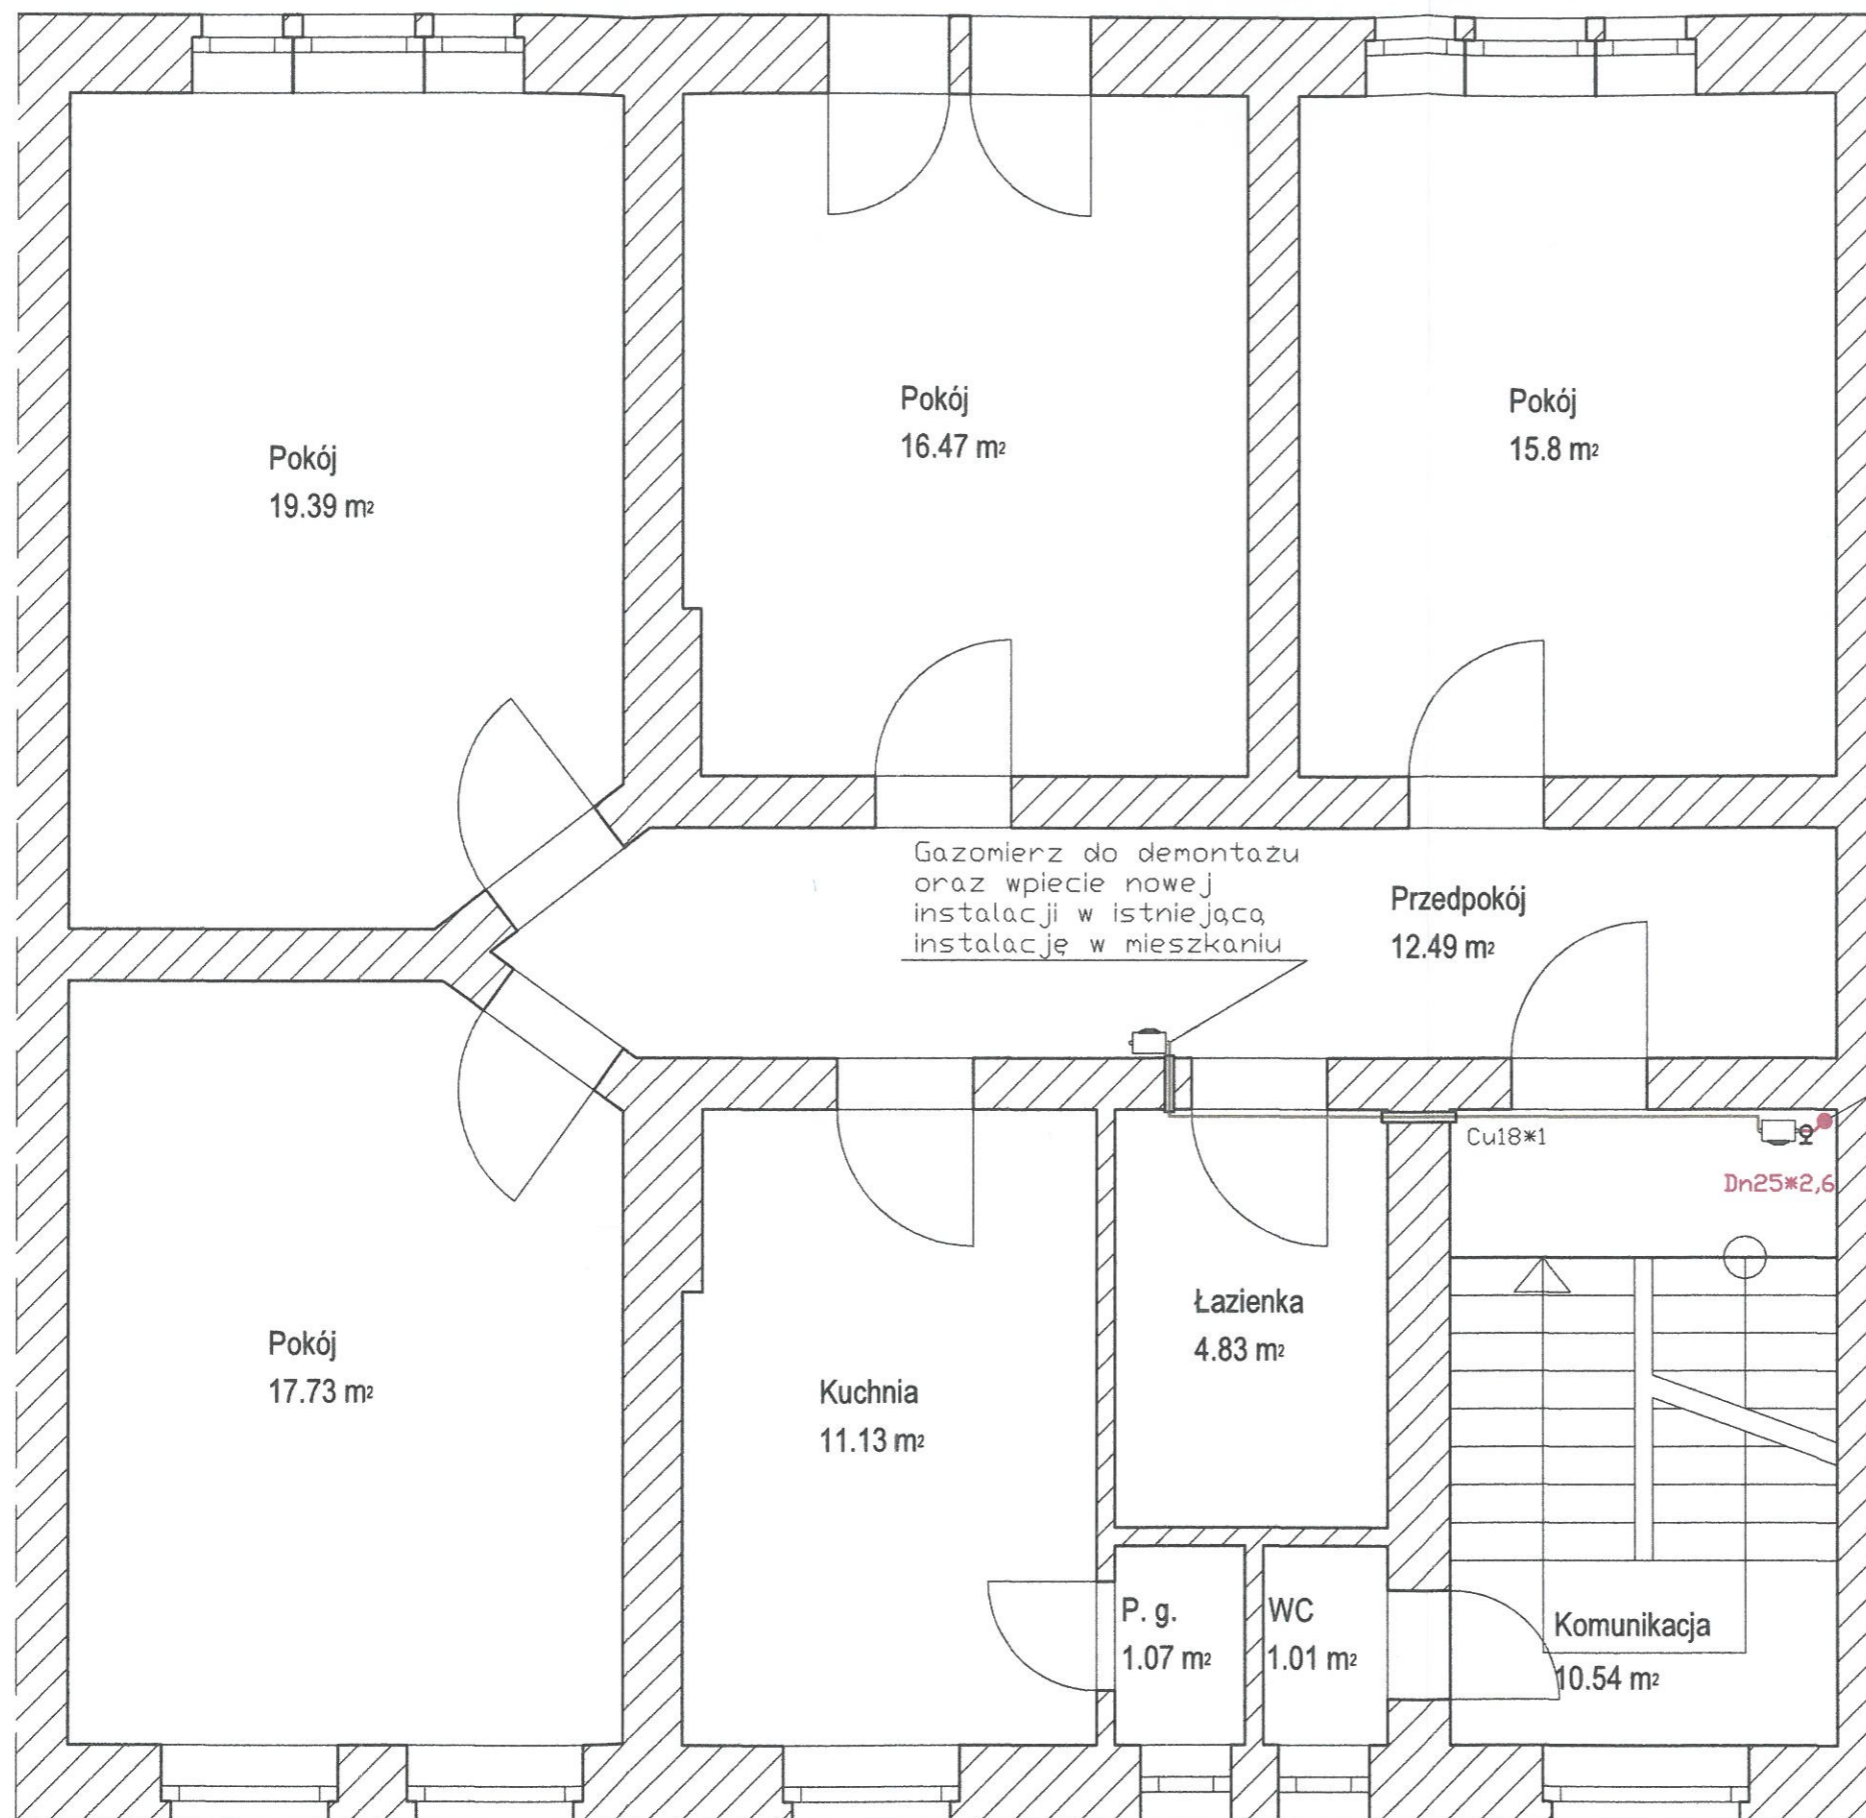 Pokój
19.39 m²
Pokój
16.47 m²
Pokój
15.8 m²
Gazomierz do demontażu
oraz wpiecie nowej
instalacji w istniejącą
instalację w mieszkaniu
Przedpokój
12.49 m²
Cu18*1
Dn25*2,6
Pokój
17.73 m²
Kuchnia
11.13 m²
Łazienka
4.83 m²
P. g.
1.07 m²
WC
1.01 m²
Komunikacja
10.54 m²